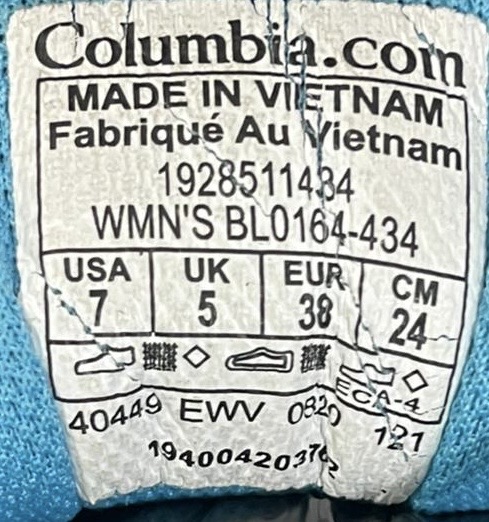 Columbia.com
MADE IN VIETNAM
Fabriqué Au Vietnam
1928511434
WMN'S BL0164-434
USA UK EUR CM
7 5 38 24
ECA-4
40449 EWV 0820 121